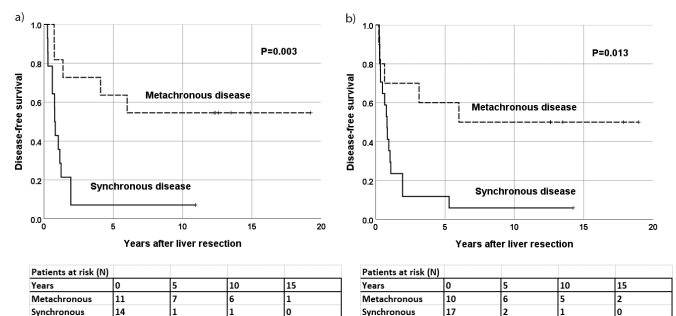 a)
1.0
0.8
0.6
0.4
0.2
0.0
Disease-free survival
P=0.003
Metachronous disease
Synchronous disease
0 5 10 15 20
Years after liver resection
Patients at risk (N)
Years 0 5 10 15
Metachronous 11 7 6 1
Synchronous 14 1 1 0
b)
1.0
0.8
0.6
0.4
0.2
0.0
Disease-free survival
P=0.013
Metachronous disease
Synchronous disease
0 5 10 15 20
Years after liver resection
Patients at risk (N)
Years 0 5 10 15
Metachronous 10 6 5 2
Synchronous 17 2 1 0